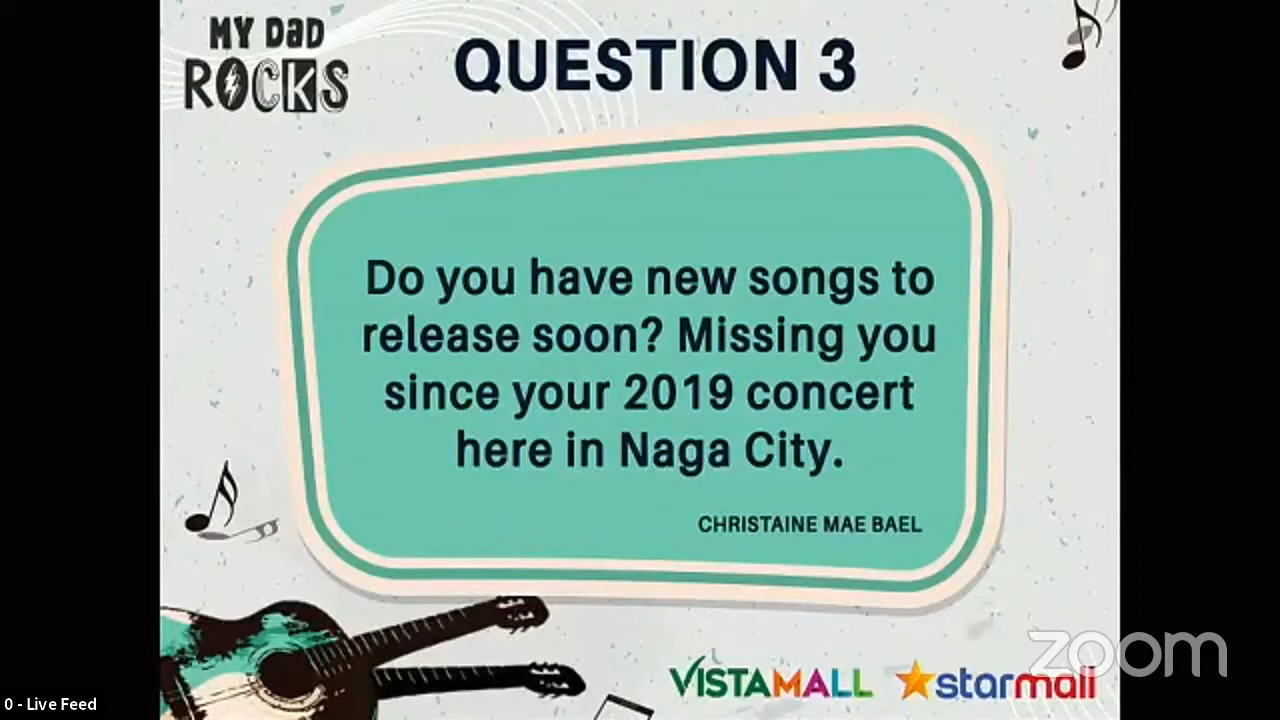 MY DaD
ROCKS
QUESTION 3
Do you have new songs to
release soon? Missing you
since your 2019 concert
here in Naga City.
CHRISTAINE MAE BAEL
VISTAMALL
starmall
zoom
0 - Live Feed